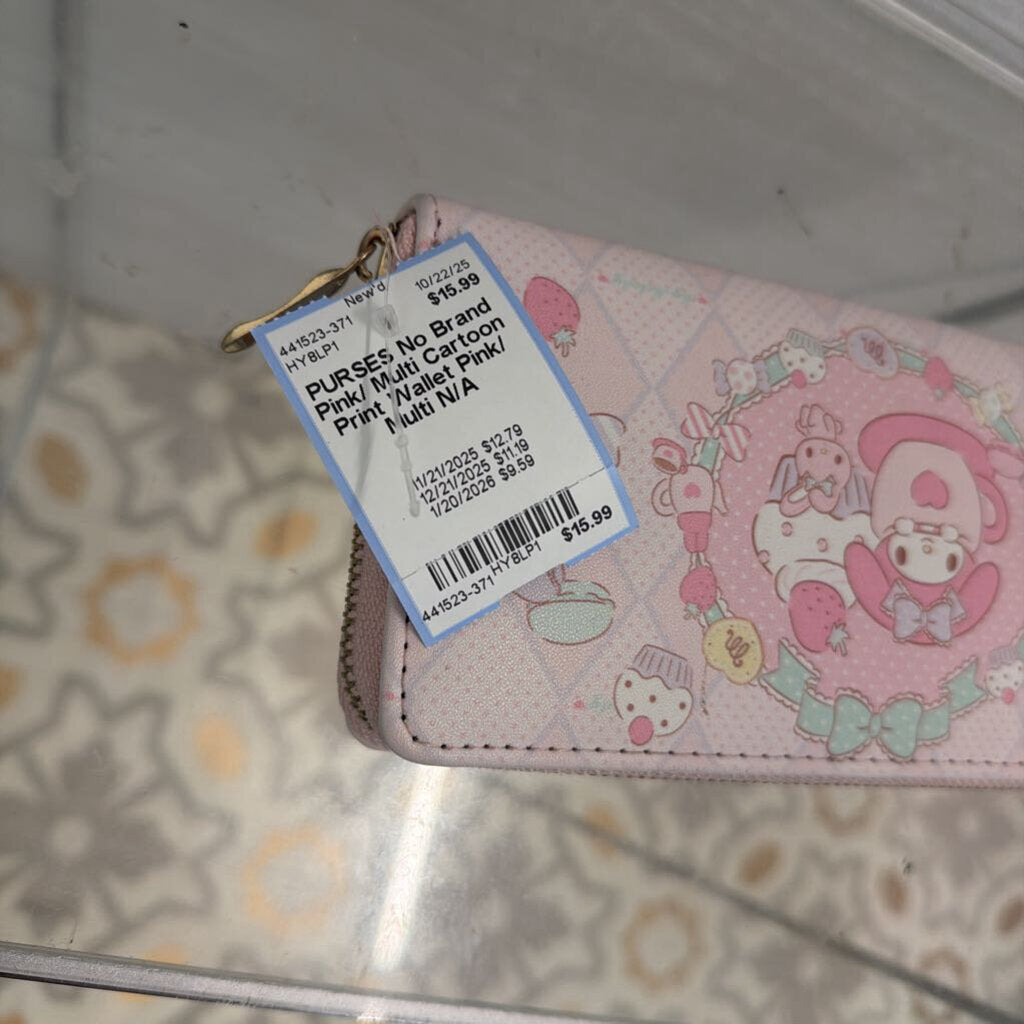 New'd 10/22/25
441523-371 $15.99
HY8LP1
PURSES No Brand
Pink/ Multi Cartoon
Print Wallet Pink/
Multi N/A
11/21/2025 $12.79
12/21/2025 $11.19
1/20/2026 $9.59
441523-371 HY8LP1 $15.99